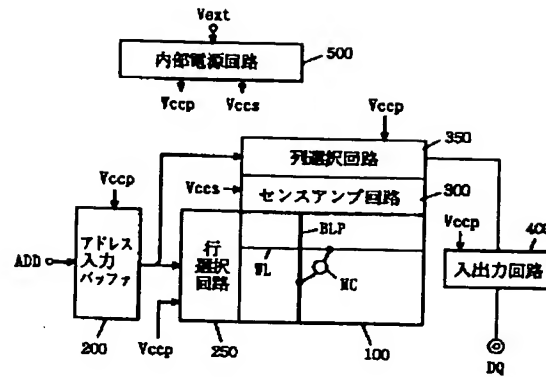 Vext
内部電源回路
500
Vccp
Vccs
Vccp
350
列選択回路
Vccp
Vccs
センスアンプ回路
300
Vccp
400
ADD
アドレス
入力
バッファ
行
選択
回路
BLP
WL
MC
入出力回路
200
Vccp
250
100
DQ